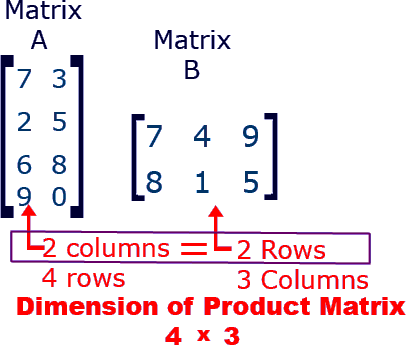 Matrix
A
7 3
2 5
6 8
9 0
Matrix
B
7 4 9
8 1 5
2 columns = 2 Rows
4 rows 3 Columns
Dimension of Product Matrix
4 x 3